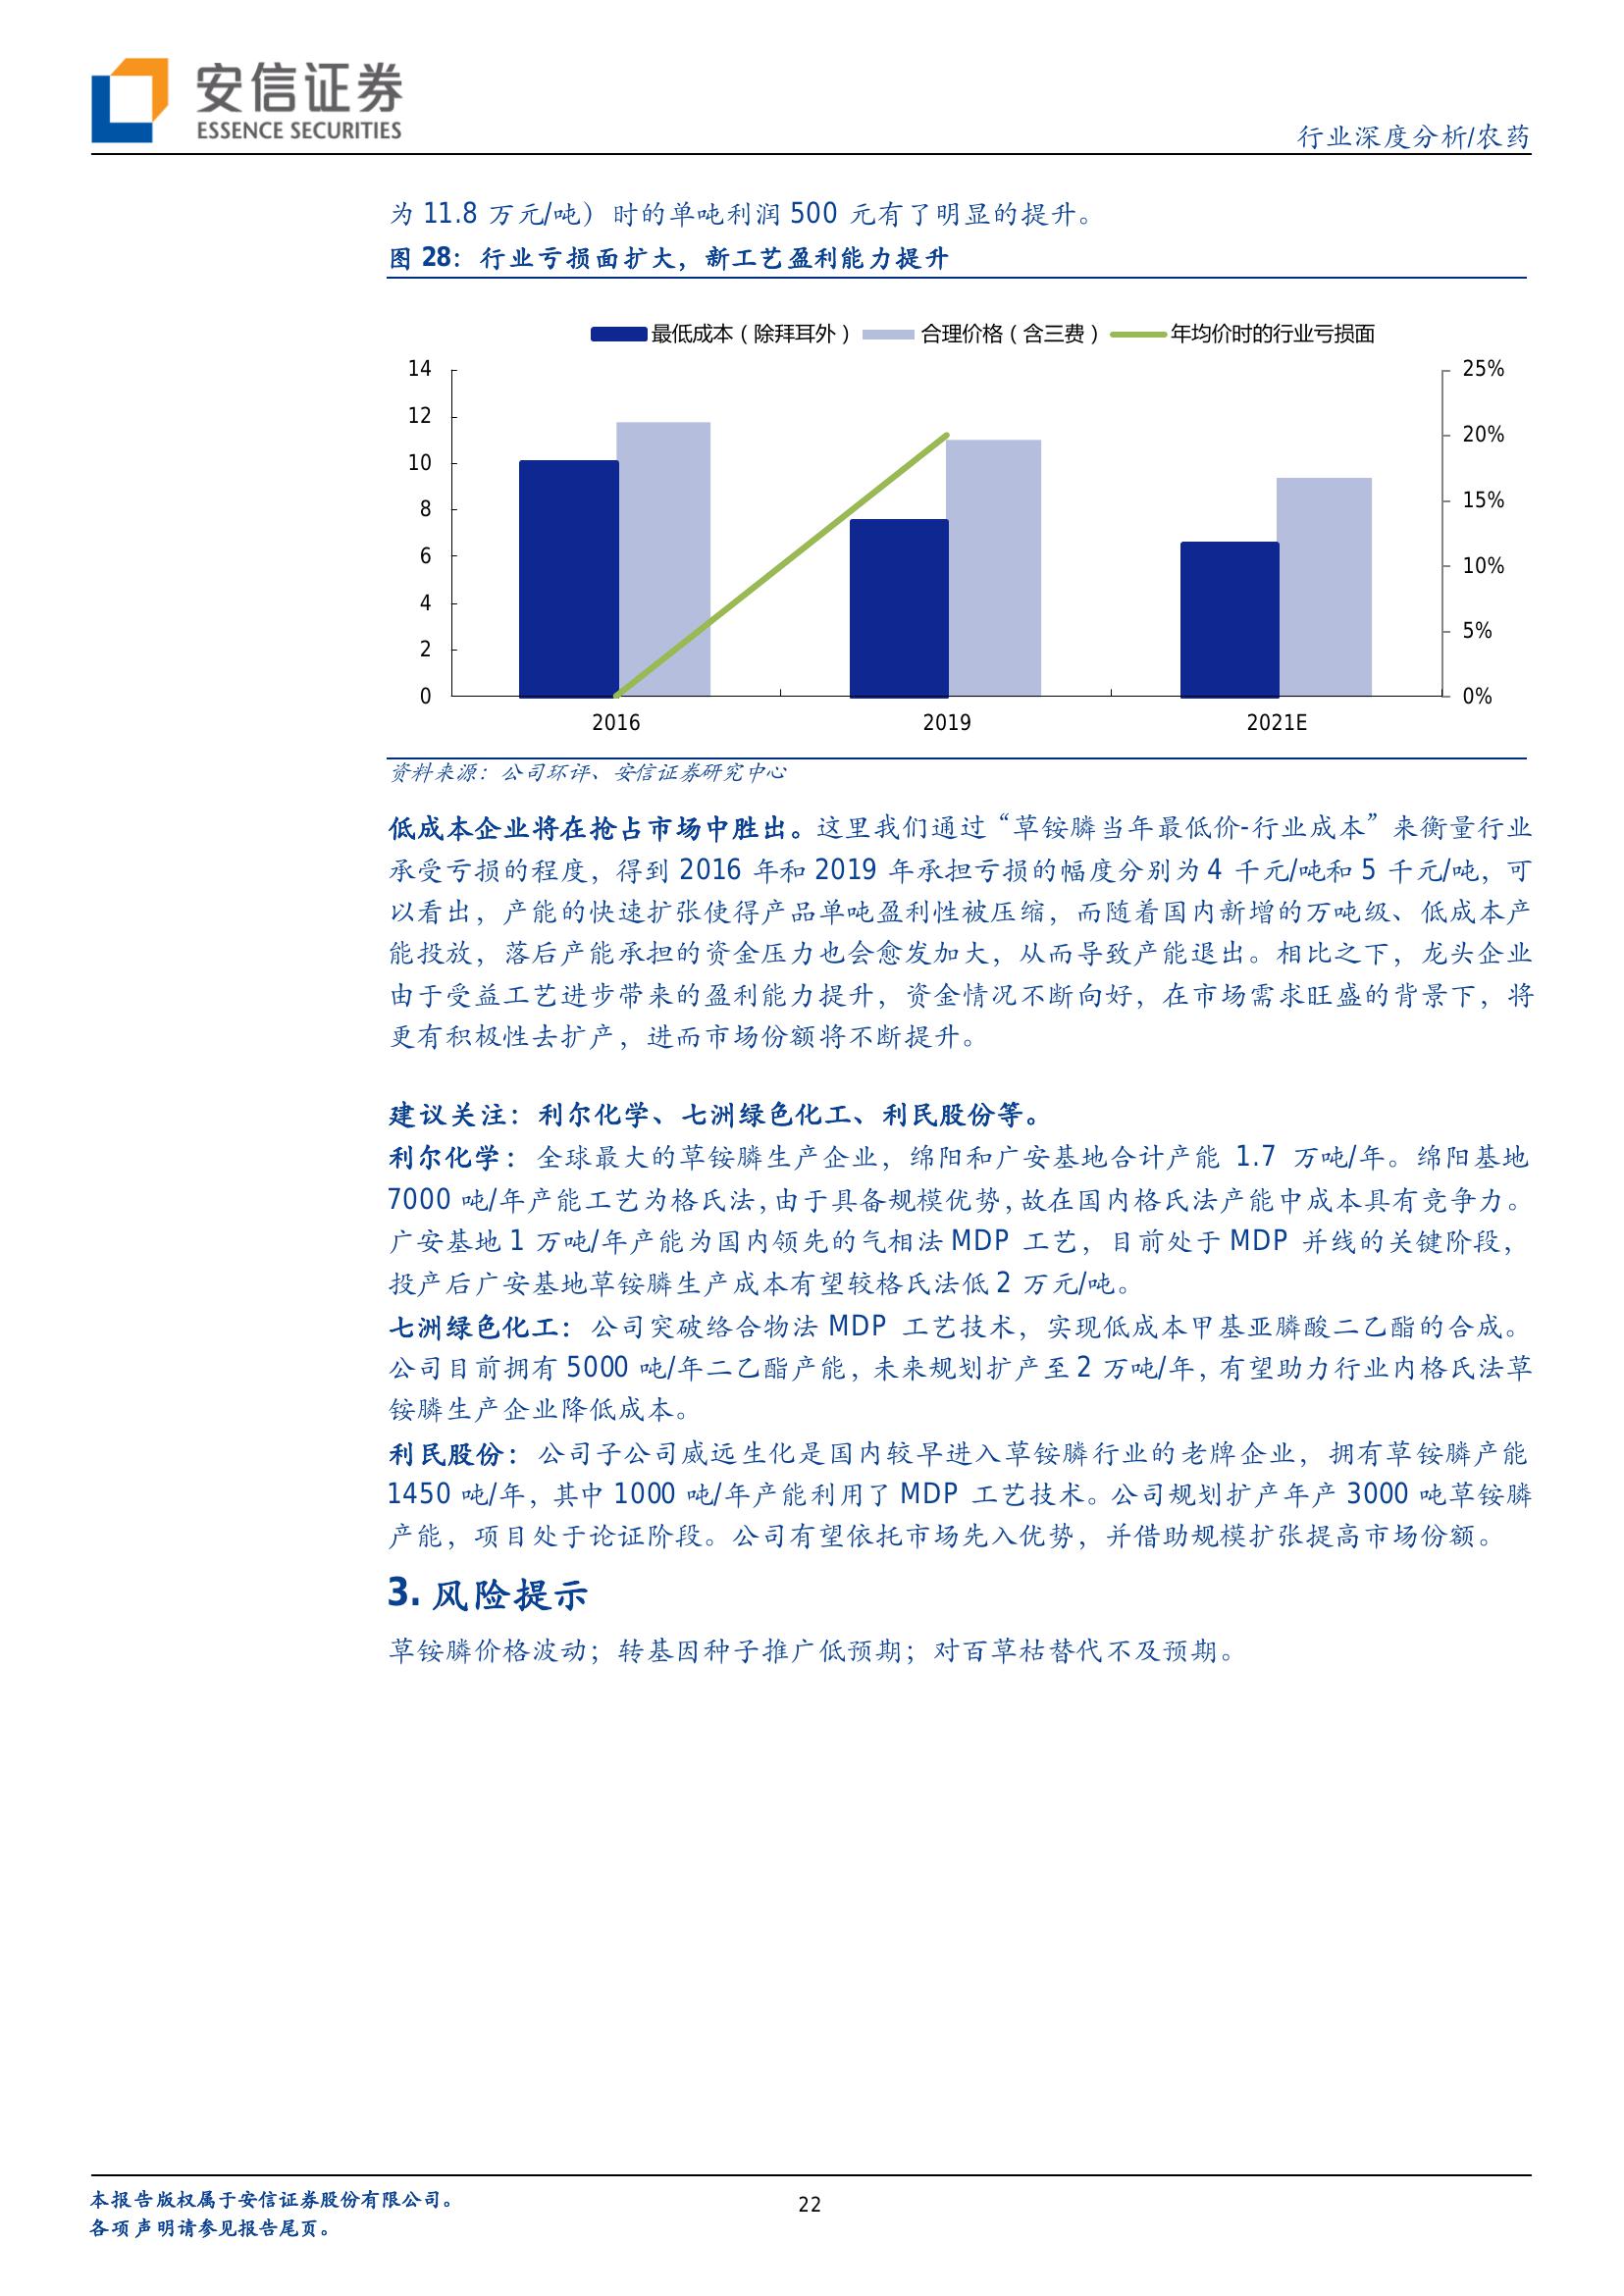 安信证券
ESSENCE SECURITIES
行业深度分析/农药
为 11.8 万元/吨）时的单吨利润 500 元有了明显的提升。
图 28：行业亏损面扩大，新工艺盈利能力提升
最低成本（除拜耳外） 合理价格（含三费） 年均价时的行业亏损面
14
12
10
8
6
4
2
0
25%
20%
15%
10%
5%
0%
2016 2019 2021E
资料来源：公司环评、安信证券研究中心
低成本企业将在抢占市场中胜出。这里我们通过“草铵膦当年最低价-行业成本”来衡量行业
承受亏损的程度，得到 2016 年和 2019 年承担亏损的幅度分别为 4 千元/吨和 5 千元/吨，可
以看出，产能的快速扩张使得产品单吨盈利性被压缩，而随着国内新增的万吨级、低成本产
能投放，落后产能承担的资金压力也会愈发加大，从而导致产能退出。相比之下，龙头企业
由于受益工艺进步带来的盈利能力提升，资金情况不断向好，在市场需求旺盛的背景下，将
更有积极性去扩产，进而市场份额将不断提升。
建议关注：利尔化学、七洲绿色化工、利民股份等。
利尔化学：全球最大的草铵膦生产企业，绵阳和广安基地合计产能 1.7 万吨/年。绵阳基地
7000 吨/年产能工艺为格氏法，由于具备规模优势，故在国内格氏法产能中成本具有竞争力。
广安基地 1 万吨/年产能为国内领先的气相法 MDP 工艺，目前处于 MDP 并线的关键阶段，
投产后广安基地草铵膦生产成本有望较格氏法低 2 万元/吨。
七洲绿色化工：公司突破络合物法 MDP 工艺技术，实现低成本甲基亚膦酸二乙酯的合成。
公司目前拥有 5000 吨/年二乙酯产能，未来规划扩产至 2 万吨/年，有望助力行业内格氏法草
铵膦生产企业降低成本。
利民股份：公司子公司威远生化是国内较早进入草铵膦行业的老牌企业，拥有草铵膦产能
1450 吨/年，其中 1000 吨/年产能利用了 MDP 工艺技术。公司规划扩产年产 3000 吨草铵膦
产能，项目处于论证阶段。公司有望依托市场先入优势，并借助规模扩张提高市场份额。
3. 风险提示
草铵膦价格波动；转基因种子推广低预期；对百草枯替代不及预期。
本报告版权属于安信证券股份有限公司。
各项声明请参见报告尾页。
22